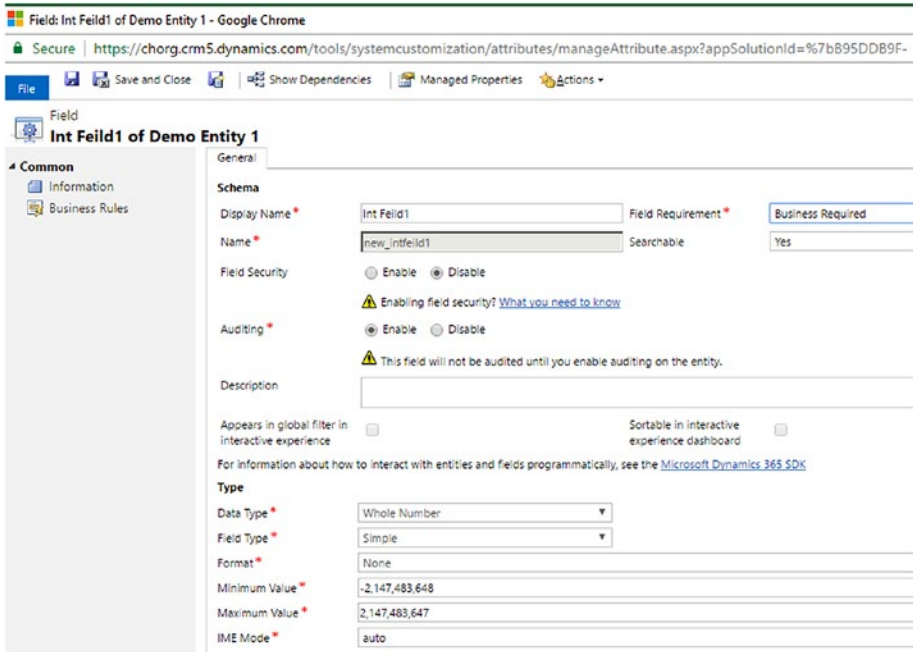 Field: Int Feild1 of Demo Entity 1 - Google Chrome
Secure | https://chorg.crm5.dynamics.com/tools/systemcustomization/attributes/manageAttribute.aspx?appSolutionId=%7bB95DDB9F-
File Save and Close Show Dependencies Managed Properties Actions
Field
Int Feild1 of Demo Entity 1
Common
Information
Business Rules
General
Schema
Display Name* Int Feild1 Field Requirement* Business Required
Name* new_intfeild1 Searchable Yes
Field Security Enable Disable
Enabling field security? What you need to know
Auditing* Enable Disable
This field will not be audited until you enable auditing on the entity.
Description
Appears in global filter in Sortable in interactive
interactive experience experience dashboard
For information about how to interact with entities and fields programmatically, see the Microsoft Dynamics 365 SDK
Type
Data Type* Whole Number
Field Type* Simple
Format* None
Minimum Value* -2,147,483,648
Maximum Value* 2,147,483,647
IME Mode* auto